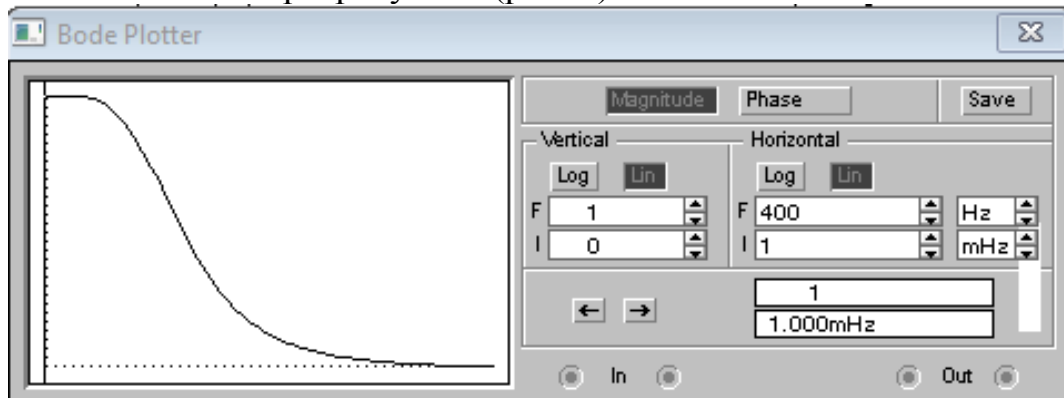 Bode Plotter
Magnitude Phase Save
Vertical Horizontal
Log Lin Log Lin
F 1 F 400 Hz
I 0 I 1 mHz
← → 1
1.000mHz
In Out